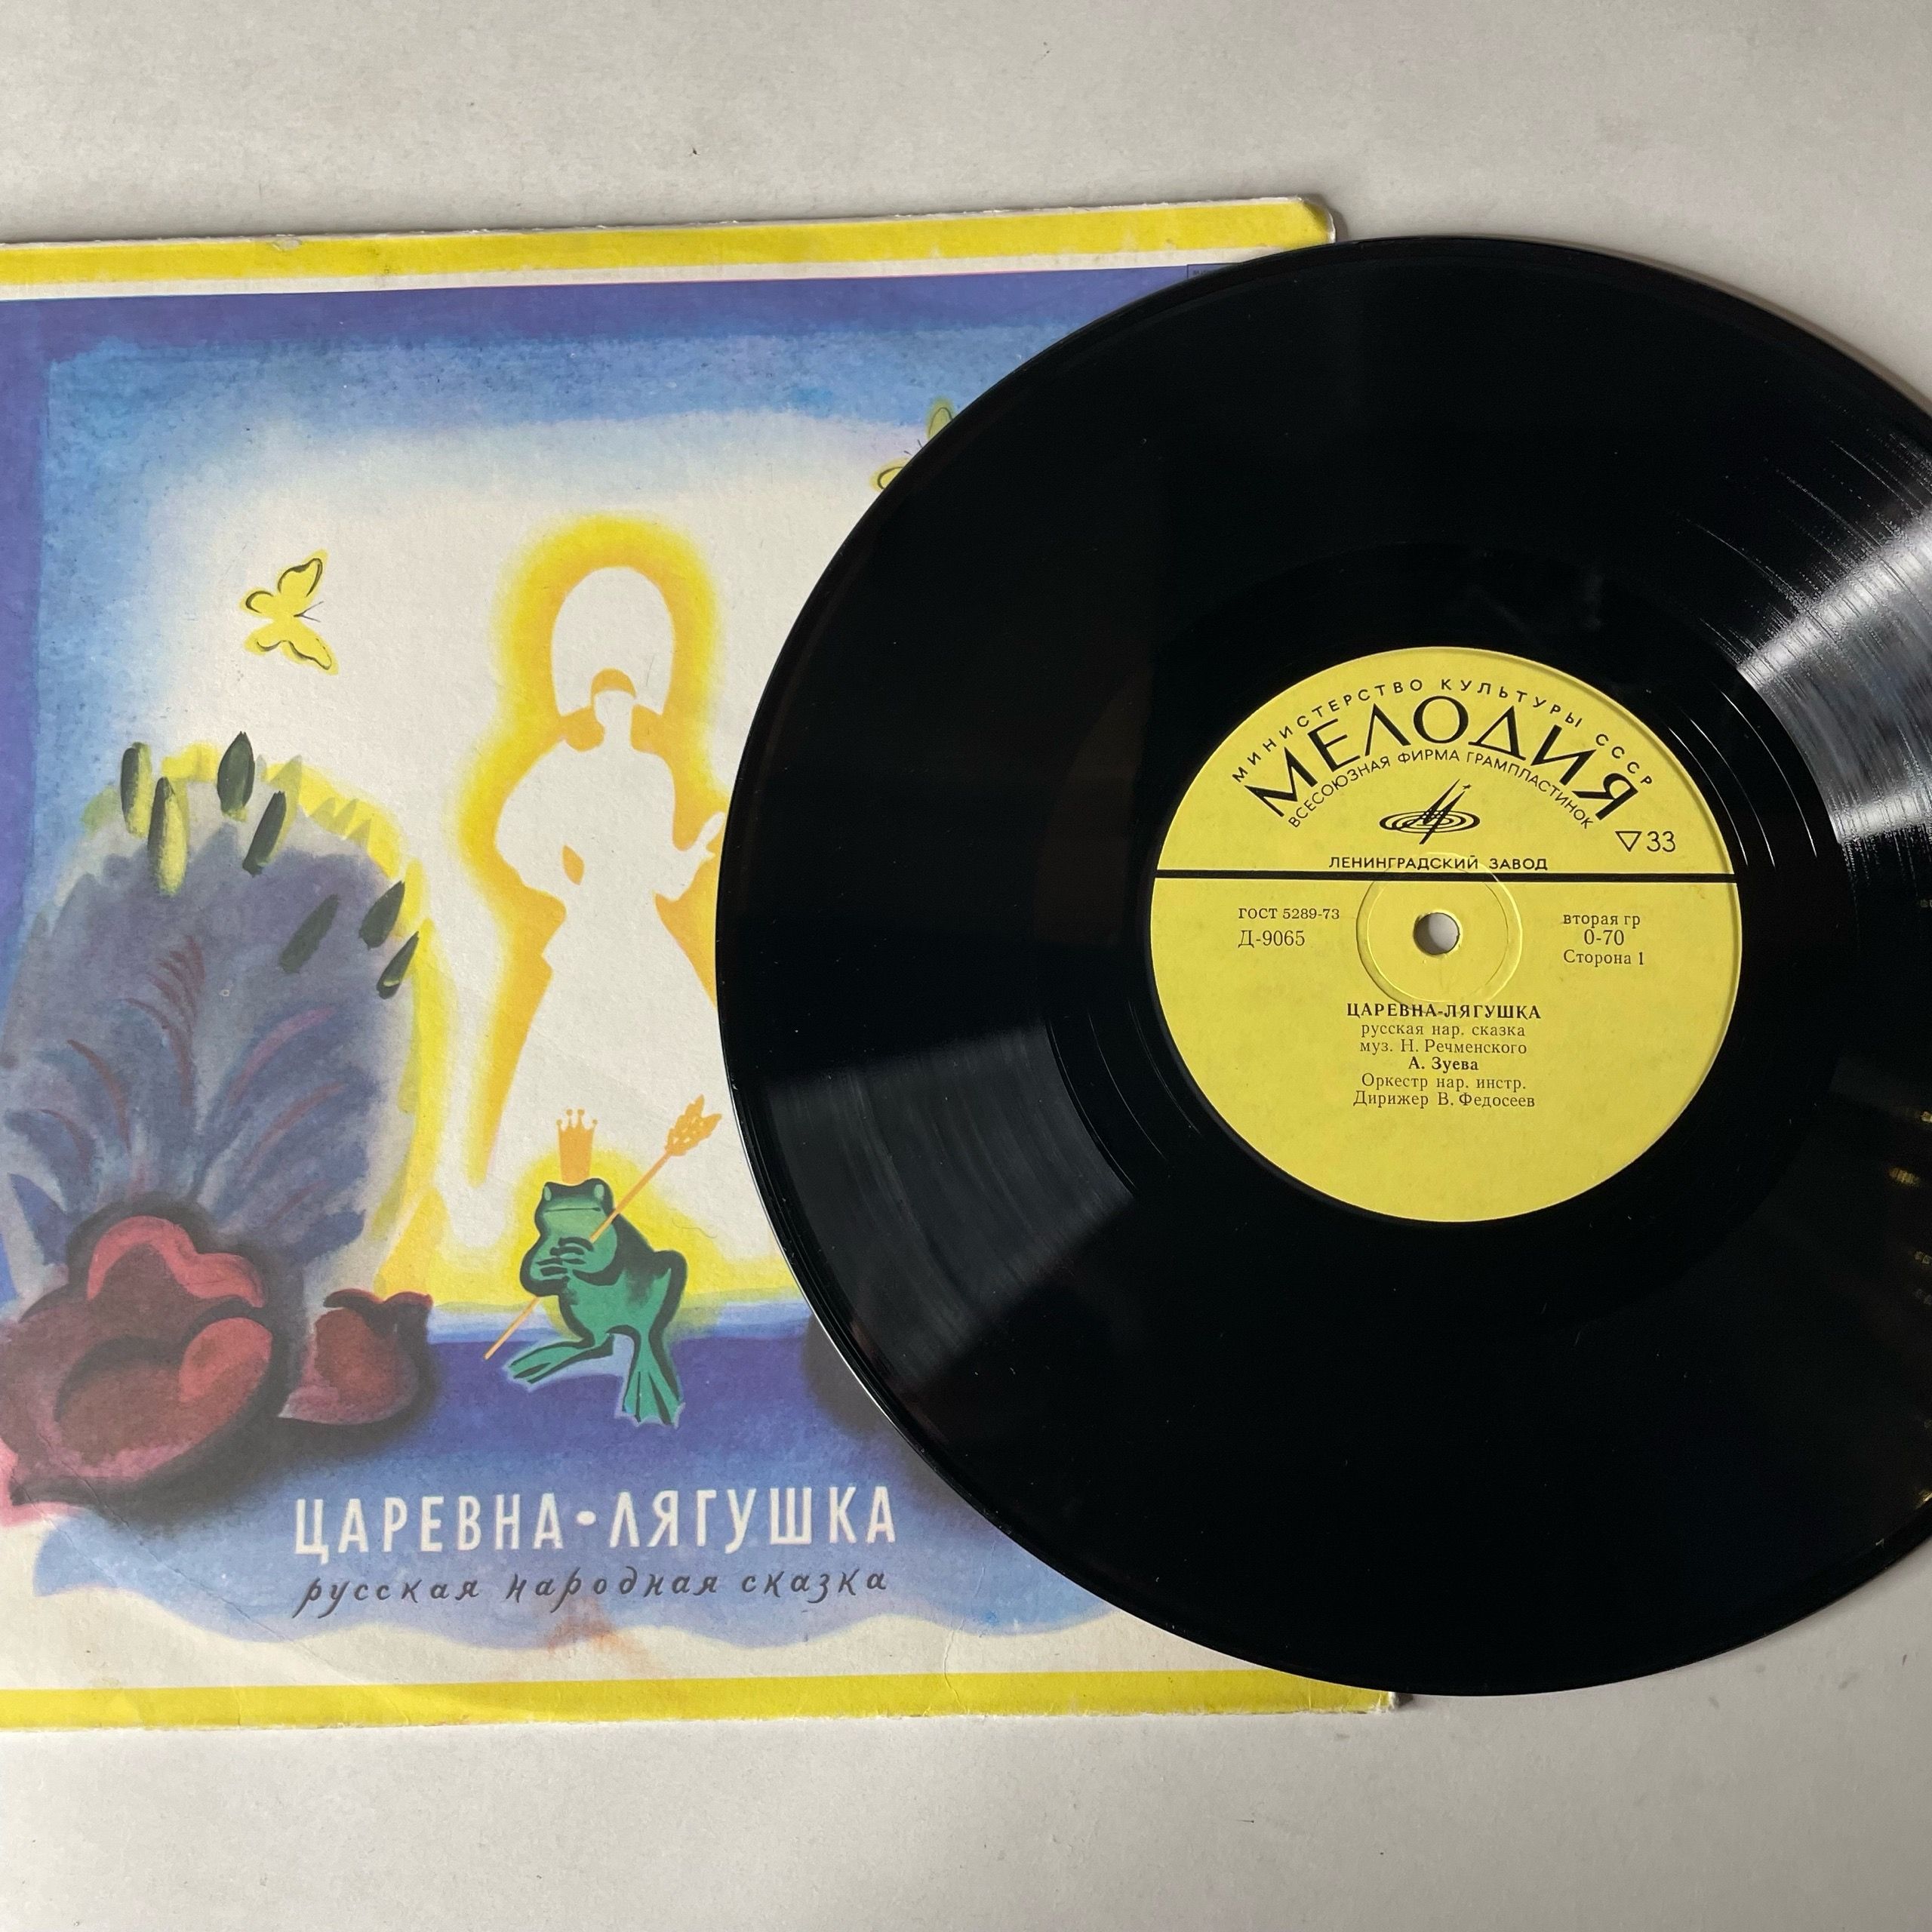 МИНИСТЕРСТВО КУЛЬТУРЫ СССР
МЕЛОДИЯ
ВСЕСОЮЗНАЯ ФИРМА ГРАМПЛАСТИНОК
▽33
ЛЕНИНГРАДСКИЙ ЗАВОД
ГОСТ 5289-73
Д-9065
вторая гр
0-70
Сторона 1
ЦАРЕВНА-ЛЯГУШКА
русская нар. сказка
муз. Н. Речменского
А. Зуева
Оркестр нар. инстр.
Дирижер В. Федосеев
ЦАРЕВНА•ЛЯГУШКА
русская народная сказка